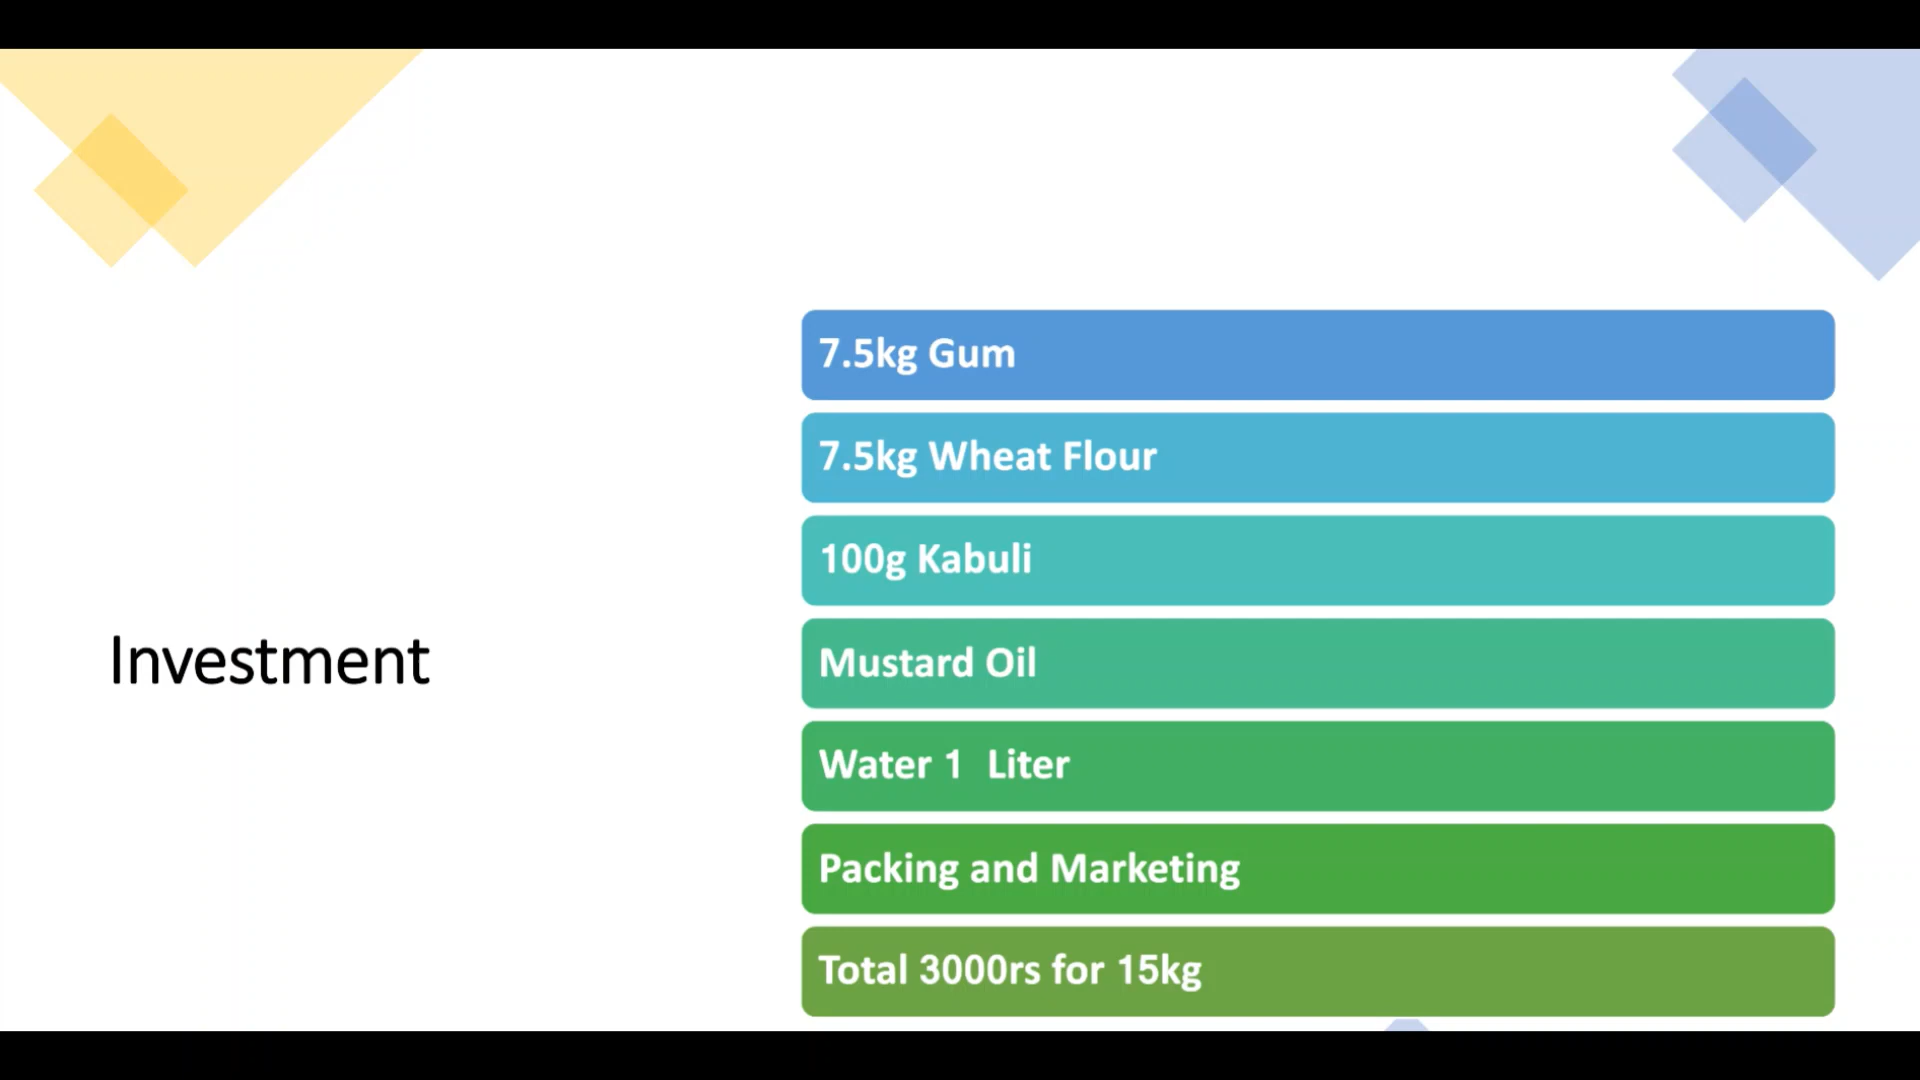 Investment
7.5kg Gum
7.5kg Wheat Flour
100g Kabuli
Mustard Oil
Water 1  Liter
Packing and Marketing
Total 3000rs for 15kg